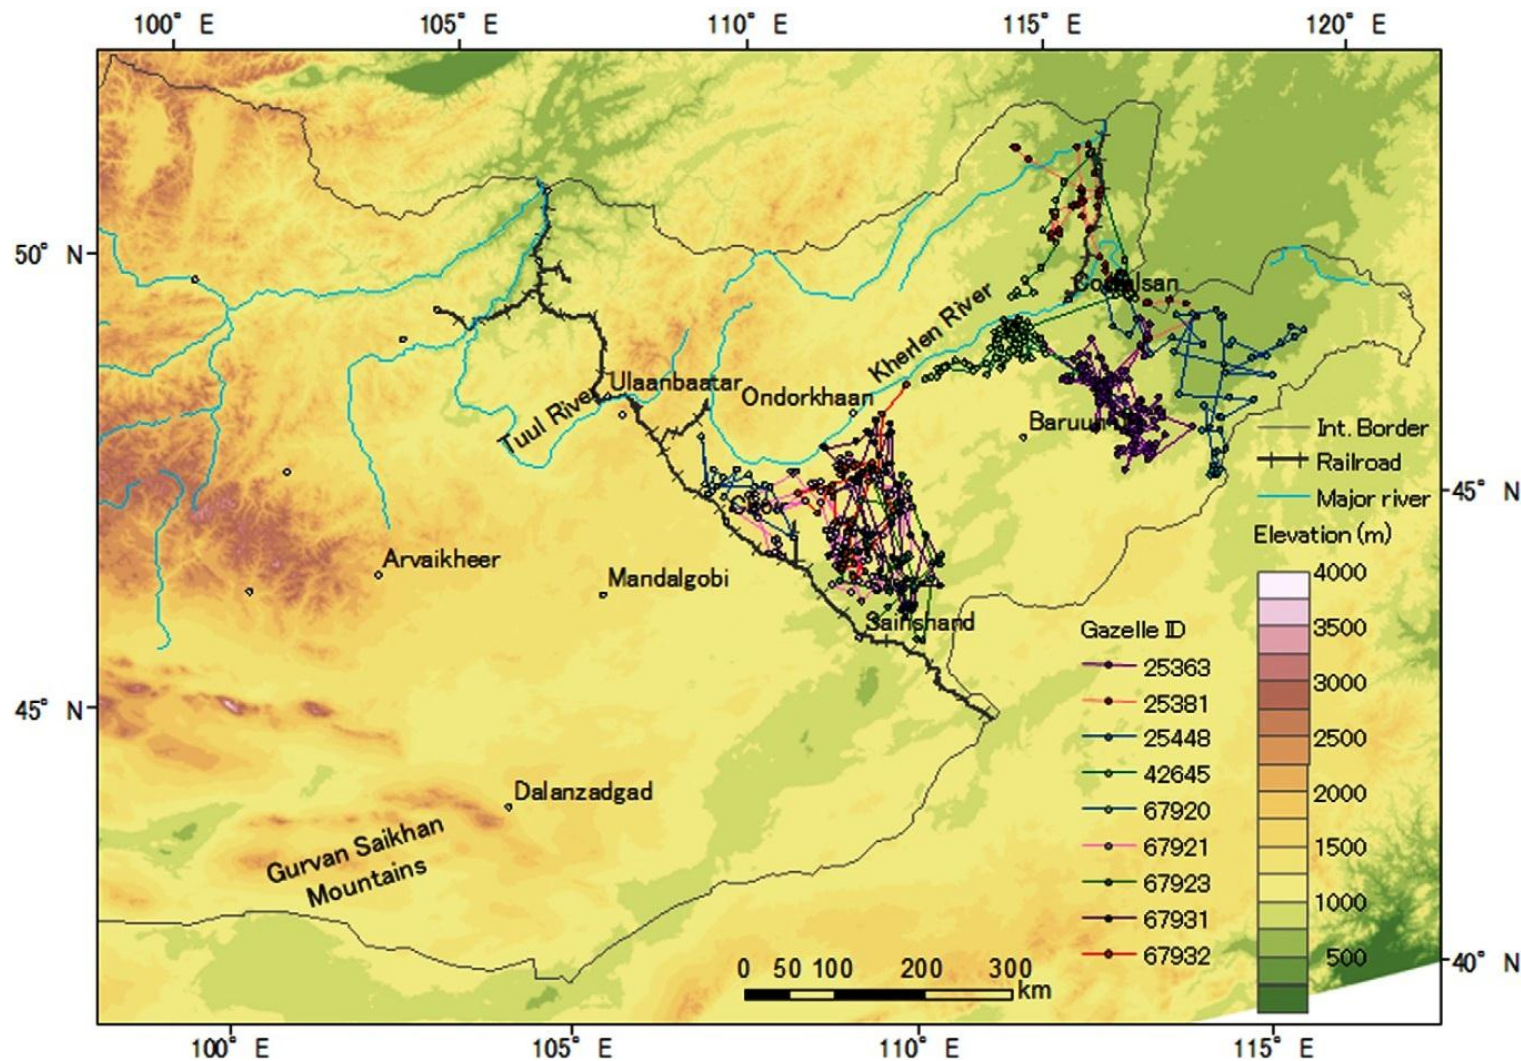 100° E 105° E 110° E 115° E 120° E
50° N
Kherlen River
Ulaanbaatar
Ondorkhaan
Tuul River
Int. Border
Railroad
Major river
45° N
Elevation (m)
Arvaikheer
Mandalgobi
4000
3500
3000
2500
2000
1500
1000
500
Sainshand
Gazelle ID
25363
25381
25448
42645
67920
67921
67923
67931
67932
45° N
Dalanzadgad
Gurvan Saikhan
Mountains
0 50 100 200 300
km
40° N
100° E 105° E 110° E 115° E